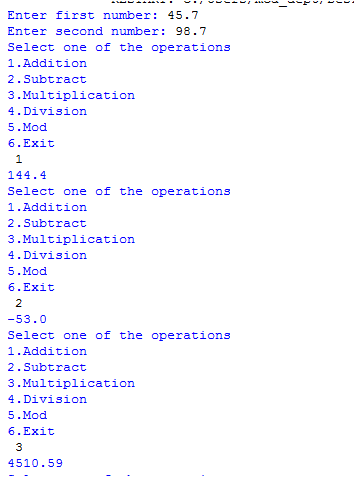 Enter first number: 45.7
Enter second number: 98.7
Select one of the operations
1.Addition
2.Subtract
3.Multiplication
4.Division
5.Mod
6.Exit
1
144.4
Select one of the operations
1.Addition
2.Subtract
3.Multiplication
4.Division
5.Mod
6.Exit
2
-53.0
Select one of the operations
1.Addition
2.Subtract
3.Multiplication
4.Division
5.Mod
6.Exit
3
4510.59